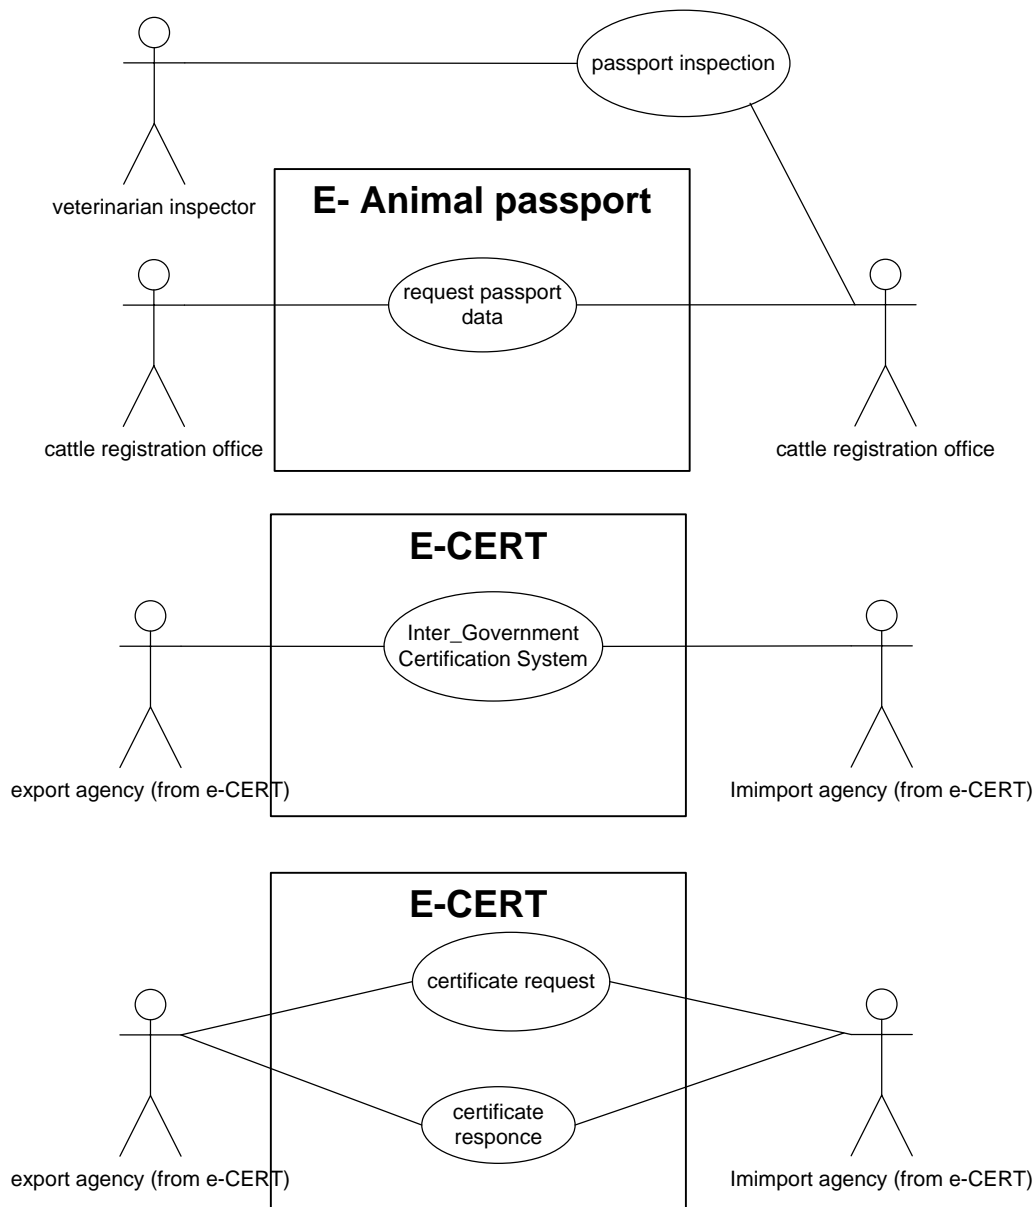 passport inspection
veterinarian inspector
E- Animal passport
request passport
data
cattle registration office
cattle registration office
E-CERT
Inter_Government
Certification System
export agency (from e-CERT)
Imimport agency (from e-CERT)
E-CERT
certificate request
certificate
responce
export agency (from e-CERT)
Imimport agency (from e-CERT)